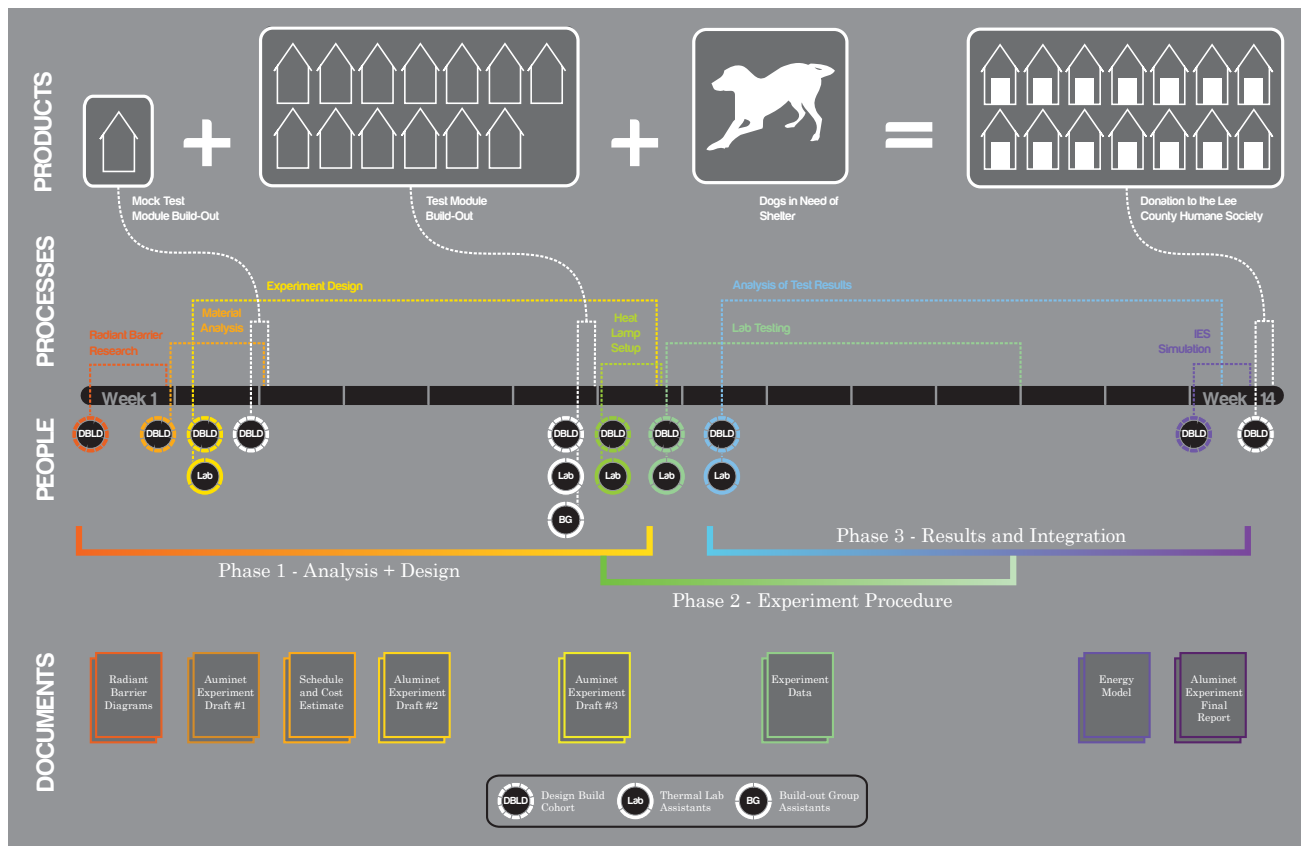 PRODUCTS
Mock Test
Module Build-Out
Test Module
Build-Out
Dogs in Need of
Shelter
Donation to the Lee
County Humane Society
PROCESSES
Experiment Design
Analysis of Test Results
Material
Analysis
Heat
Lamp
Setup
Radiant Barrier
Research
Lab Testing
IES
Simulation
Week 1
Week 14
PEOPLE
DBLD
DBLD
DBLD
DBLD
DBLD
DBLD
DBLD
DBLD
DBLD
DBLD
Lab
Lab
Lab
Lab
Lab
BG
Phase 1 - Analysis + Design
Phase 3 - Results and Integration
Phase 2 - Experiment Procedure
DOCUMENTS
Radiant
Barrier
Diagrams
Auminet
Experiment
Draft #1
Schedule
and Cost
Estimate
Aluminet
Experiment
Draft #2
Auminet
Experiment
Draft #3
Experiment
Data
Energy
Model
Aluminet
Experiment
Final
Report
DBLD
Design Build
Cohort
Lab
Thermal Lab
Assistants
BG
Build-out Group
Assistants